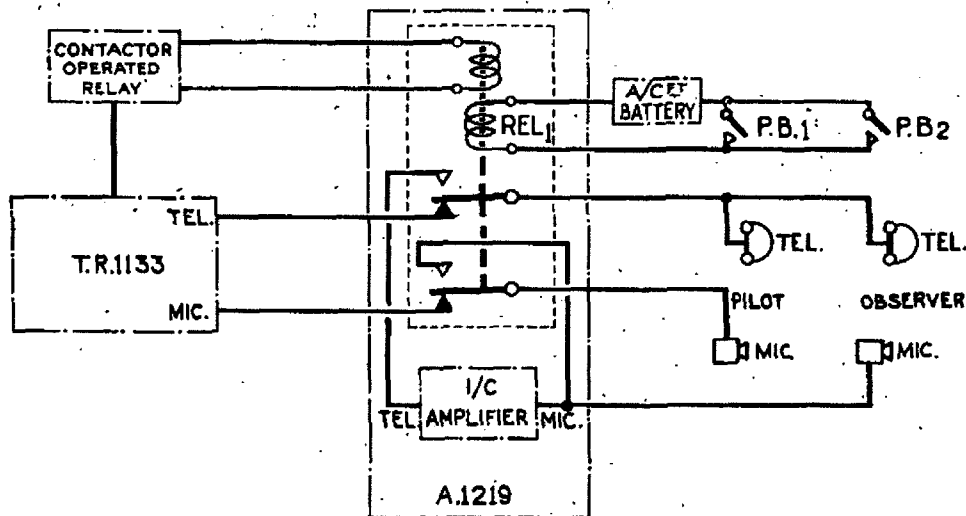 CONTACTOR
OPERATED
RELAY
A/CFT
BATTERY
REL1
P.B.1
P.B2
TEL.
T.R.1133
MIC.
TEL.
TEL.
PILOT
OBSERVER
MIC
MIC.
I/C
AMPLIFIER
TEL
MIC.
A.1219